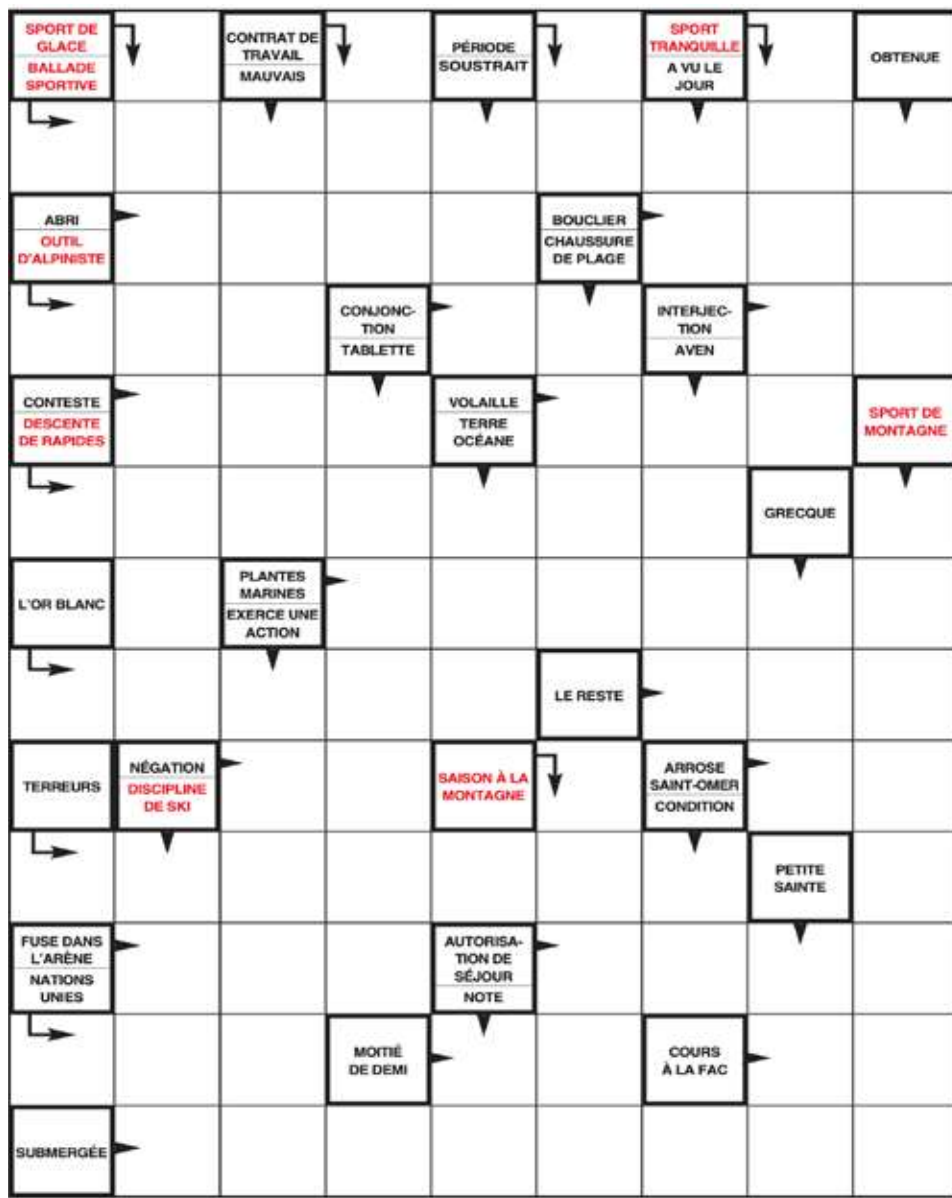 SPORT DE
GLACE
BALLADE
SPORTIVE
CONTRAT DE
TRAVAIL
MAUVAIS
PÉRIODE
SOUSTRAIT
SPORT
TRANQUILLE
A VU LE
JOUR
OBTENUE
ABRI
OUTIL
D'ALPINISTE
BOUCLIER
CHAUSSURE
DE PLAGE
CONJONC-
TION
TABLETTE
INTERJEC-
TION
AVEN
CONTESTE
DESCENTE
DE RAPIDES
VOLAILLE
TERRE
OCÉANE
SPORT DE
MONTAGNE
GRECQUE
L'OR BLANC
PLANTES
MARINES
EXERCE UNE
ACTION
LE RESTE
TERREURS
NÉGATION
DISCIPLINE
DE SKI
SAISON À LA
MONTAGNE
ARROSE
SAINT-OMER
CONDITION
PETITE
SAINTE
FUSE DANS
L'ARÈNE
NATIONS
UNIES
AUTORISA-
TION DE
SÉJOUR
NOTE
MOITIÉ
DE DEMI
COURS
À LA FAC
SUBMERGÉE